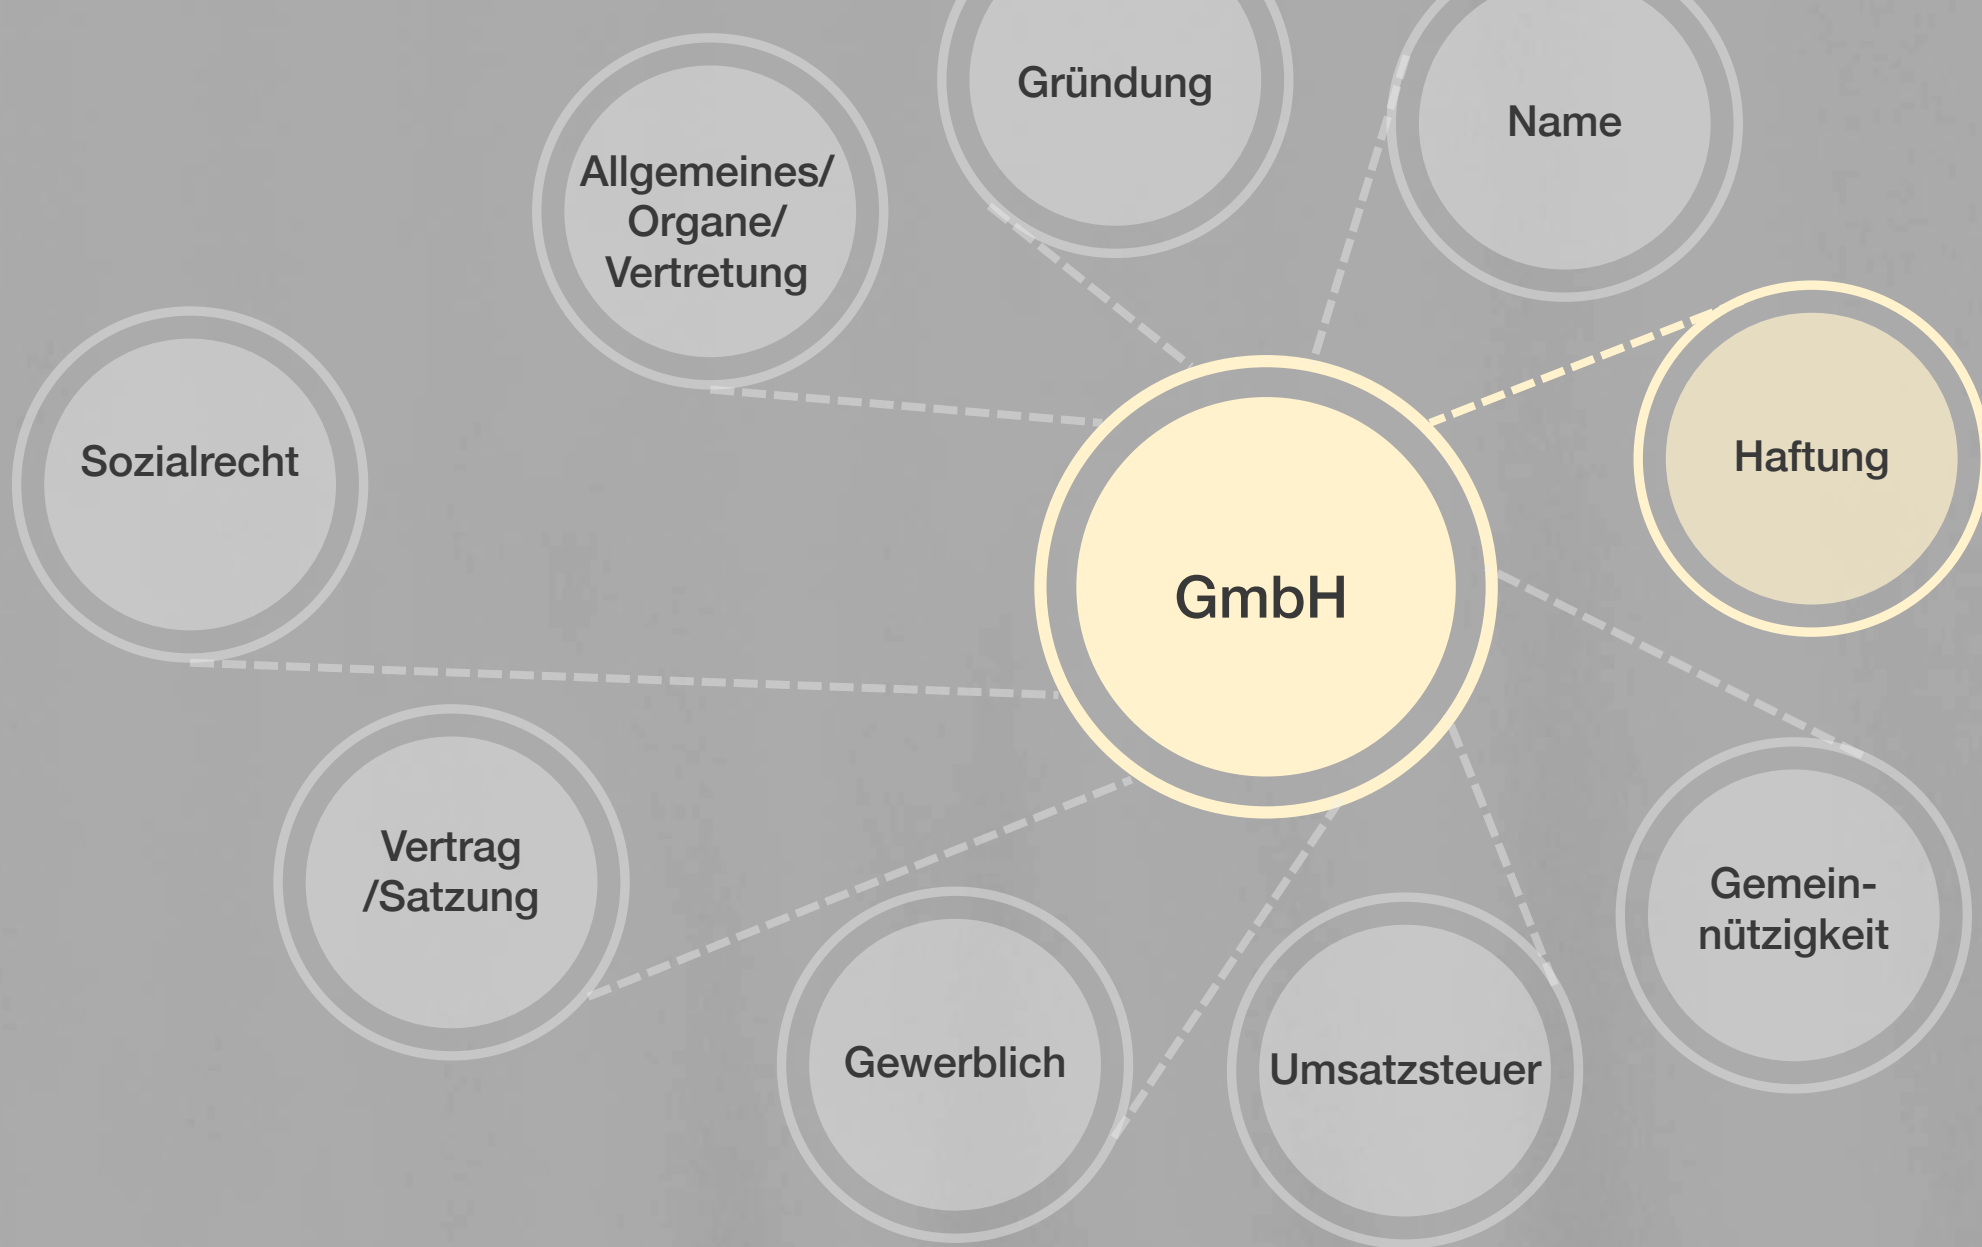 Gründung
Name
Allgemeines/
Organe/
Vertretung
Sozialrecht
Haftung
GmbH
Vertrag
/Satzung
Gemein-
nützigkeit
Gewerblich
Umsatzsteuer